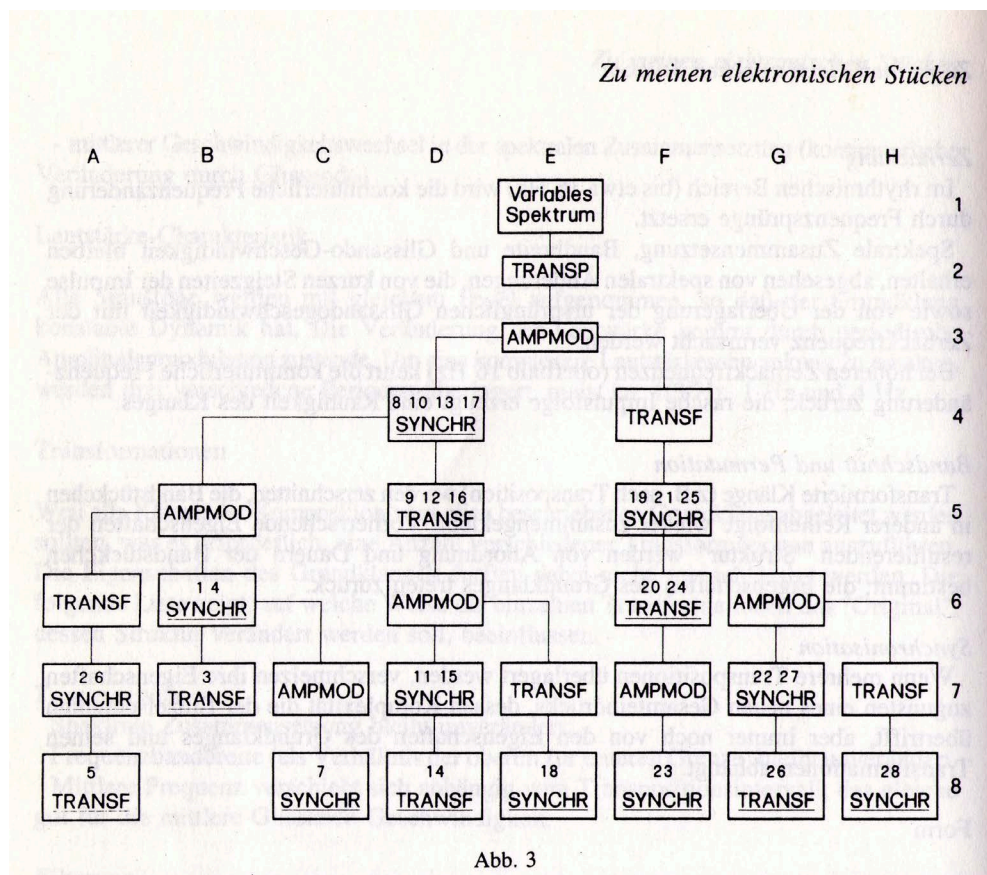 Zu meinen elektronischen Stücken
A B C D E F G H
Variables
Spektrum
1
TRANSP
2
AMPMOD
3
8 10 13 17
SYNCHR
TRANSF
4
AMPMOD
9 12 16
TRANSF
19 21 25
SYNCHR
5
TRANSF
1 4
SYNCHR
AMPMOD
20 24
TRANSF
AMPMOD
6
2
SYNCHR
3
TRANSF
AMPMOD
11 15
SYNCHR
TRANSF
AMPMOD
22 27
SYNCHR
TRANSF
7
5
TRANSF
6
SYNCHR
7
SYNCHR
14
TRANSF
18
SYNCHR
23
SYNCHR
26
TRANSF
28
SYNCHR
8
Abb. 3